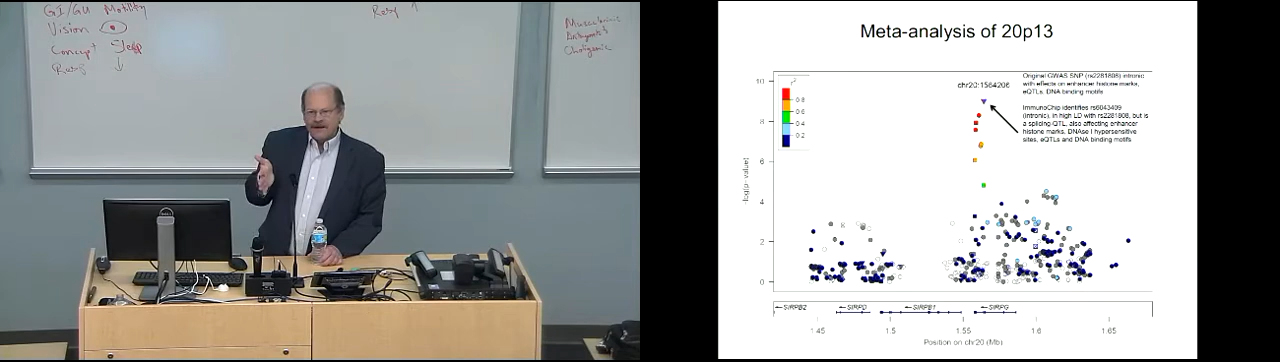 GI/GU Motility
Vision
Resp ↑
Meta-analysis of 20p13
10
8
6
4
2
0
-log(p-value)
r²
0.8
0.6
0.4
0.2
chr20:1564206
Original GWAS SNP (rs2281808) intronic
with effects on enhancer histone marks,
eQTLs, DNA binding motifs
ImmunoChip identifies rs6043409
(intronic), in high LD with rs2281808, but is
a splicing-QTL, also affecting enhancer
histone marks, DNAse I hypersensitive
sites, eQTLs and DNA binding motifs
←SIRPB2
←SIRPD
←SIRPB1
←SIRPG
1.45
1.5
1.55
1.6
1.65
Position on chr20 (Mb)